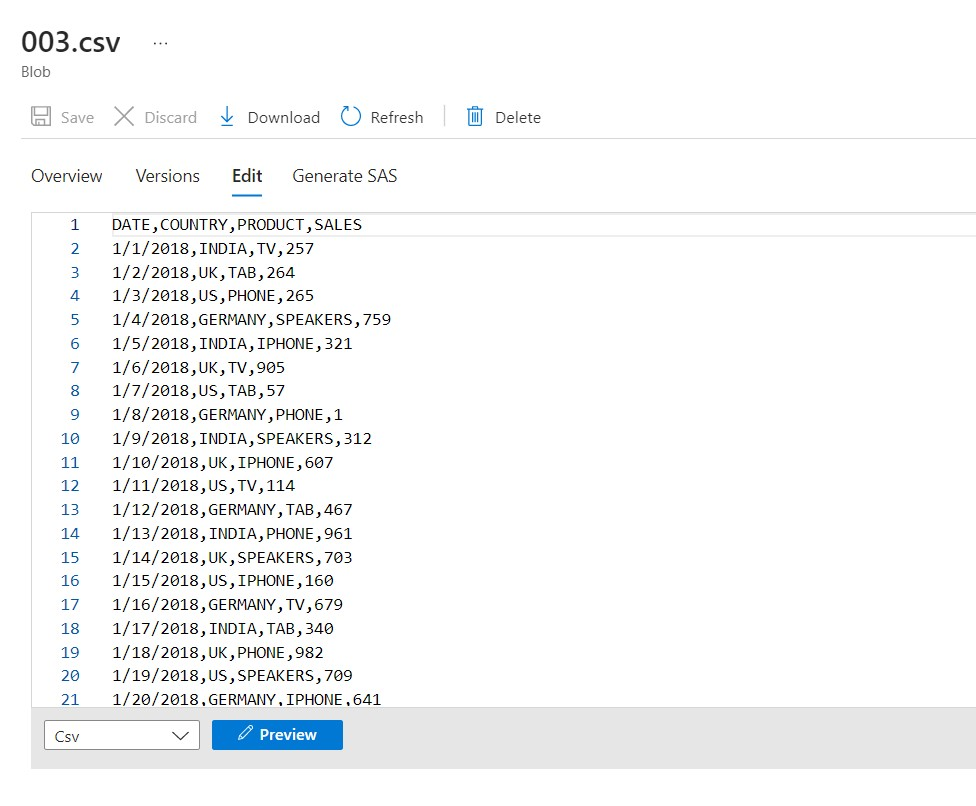 003.csv ...
Blob
Save Discard Download Refresh Delete
Overview Versions Edit Generate SAS
1 DATE,COUNTRY,PRODUCT,SALES
2 1/1/2018,INDIA,TV,257
3 1/2/2018,UK,TAB,264
4 1/3/2018,US,PHONE,265
5 1/4/2018,GERMANY,SPEAKERS,759
6 1/5/2018,INDIA,IPHONE,321
7 1/6/2018,UK,TV,905
8 1/7/2018,US,TAB,57
9 1/8/2018,GERMANY,PHONE,1
10 1/9/2018,INDIA,SPEAKERS,312
11 1/10/2018,UK,IPHONE,607
12 1/11/2018,US,TV,114
13 1/12/2018,GERMANY,TAB,467
14 1/13/2018,INDIA,PHONE,961
15 1/14/2018,UK,SPEAKERS,703
16 1/15/2018,US,IPHONE,160
17 1/16/2018,GERMANY,TV,679
18 1/17/2018,INDIA,TAB,340
19 1/18/2018,UK,PHONE,982
20 1/19/2018,US,SPEAKERS,709
21 1/20/2018,GERMANY,IPHONE,641
Csv Preview